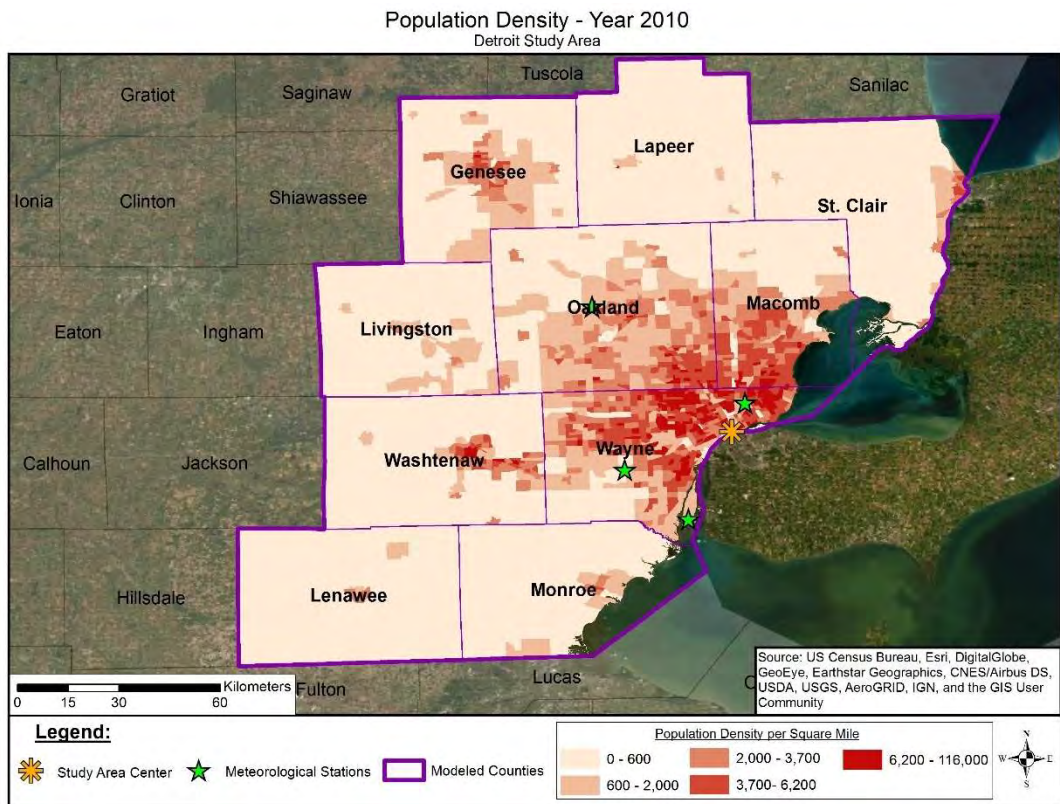 Population Density - Year 2010
Detroit Study Area
Tuscola
Sanilac
Gratiot
Saginaw
Lapeer
Genesee
Ionia
Clinton
Shiawassee
St. Clair
Oakland
Macomb
Livingston
Eaton
Ingham
Wayne
Washtenaw
Calhoun
Jackson
Hillsdale
Lenawee
Monroe
Lucas
Fulton
Source: US Census Bureau, Esri, DigitalGlobe,
GeoEye, Earthstar Geographics, CNES/Airbus DS,
USDA, USGS, AeroGRID, IGN, and the GIS User
Community
Kilometers
0 15 30 60
Legend:
Study Area Center
Meteorological Stations
Modeled Counties
Population Density per Square Mile
0 - 600
2,000 - 3,700
6,200 - 116,000
600 - 2,000
3,700- 6,200
N
W E
S